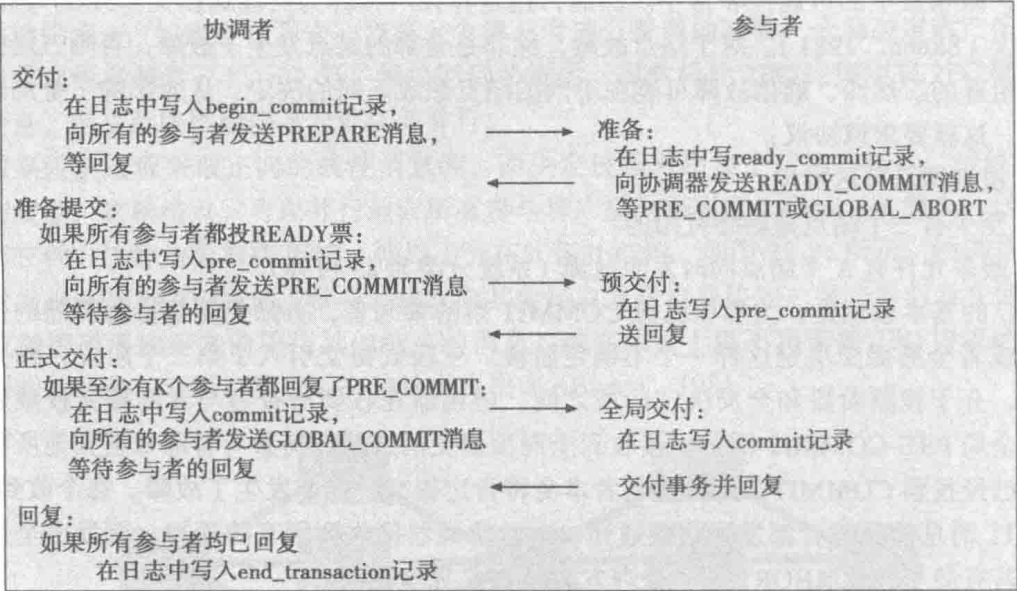 协调者
参与者
交付：
在日志中写入begin_commit记录，
向所有的参与者发送PREPARE消息，
等回复
准备：
在日志中写ready_commit记录，
向协调器发送READY_COMMIT消息，
等PRE_COMMIT或GLOBAL_ABORT
准备提交：
如果所有参与者都投READY票：
在日志中写入pre_commit记录，
向所有的参与者发送PRE_COMMIT消息
等待参与者的回复
预交付：
在日志写入pre_commit记录
送回复
正式交付：
如果至少有K个参与者都回复了PRE_COMMIT：
在日志中写入commit记录，
向所有的参与者发送GLOBAL_COMMIT消息
等待参与者的回复
全局交付：
在日志写入commit记录
交付事务并回复
回复：
如果所有参与者均已回复
在日志中写入end_transaction记录